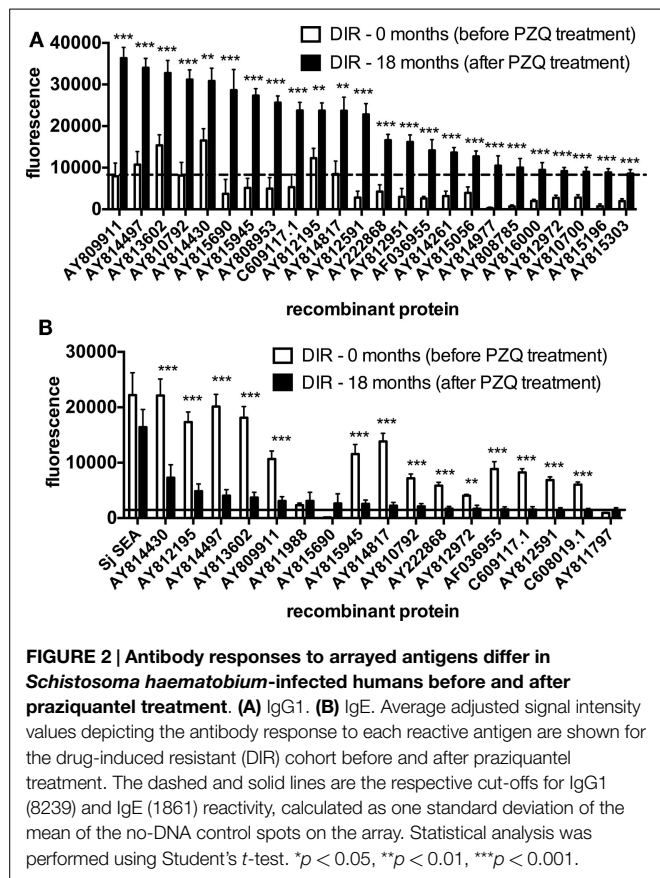 A
fluorescence
40000
30000
20000
10000
0
DIR - 0 months (before PZQ treatment)
DIR - 18 months (after PZQ treatment)
*** *** *** *** ** *** *** *** *** ** ** *** *** *** *** *** *** *** *** *** *** *** *** ***
AY809911
AY814497
AY813602
AY810792
AY814430
AY815690
AY815945
AY808953
C609117.1
AY812195
AY814817
AY812591
AY222868
AY812951
AF036955
AY814261
AY815056
AY814977
AY808785
AY816000
AY812972
AY810700
AY815196
AY815303
recombinant protein
B
fluorescence
30000
20000
10000
0
DIR - 0 months (before PZQ treatment)
DIR - 18 months (after PZQ treatment)
*** *** *** *** *** *** *** *** *** ** *** *** *** ***
Sj SEA
AY814430
AY812195
AY814497
AY813602
AY809911
AY811988
AY815690
AY815945
AY814817
AY810792
AY222868
AY812972
AF036955
C609117.1
AY812591
C608019.1
AY811797
recombinant protein
FIGURE 2 | Antibody responses to arrayed antigens differ in
Schistosoma haematobium-infected humans before and after
praziquantel treatment. (A) IgG1. (B) IgE. Average adjusted signal intensity
values depicting the antibody response to each reactive antigen are shown for
the drug-induced resistant (DIR) cohort before and after praziquantel
treatment. The dashed and solid lines are the respective cut-offs for IgG1
(8239) and IgE (1861) reactivity, calculated as one standard deviation of the
mean of the no-DNA control spots on the array. Statistical analysis was
performed using Student's t-test. *p < 0.05, **p < 0.01, ***p < 0.001.